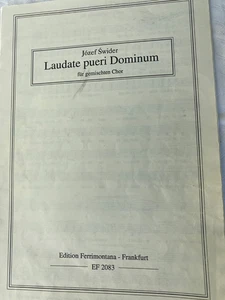 Józef Świder
Laudate pueri Dominum
für gemischten Chor
Edition Ferrimontana - Frankfurt
EF 2083